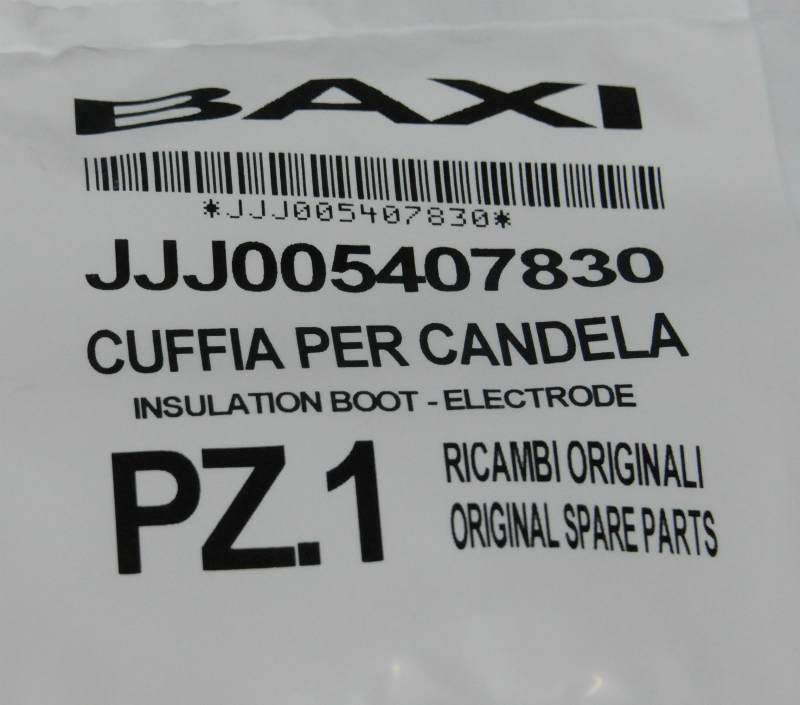 BAXI
*JJJ005407830*
JJJ005407830
CUFFIA PER CANDELA
INSULATION BOOT - ELECTRODE
PZ.1
RICAMBI ORIGINALI
ORIGINAL SPARE PARTS